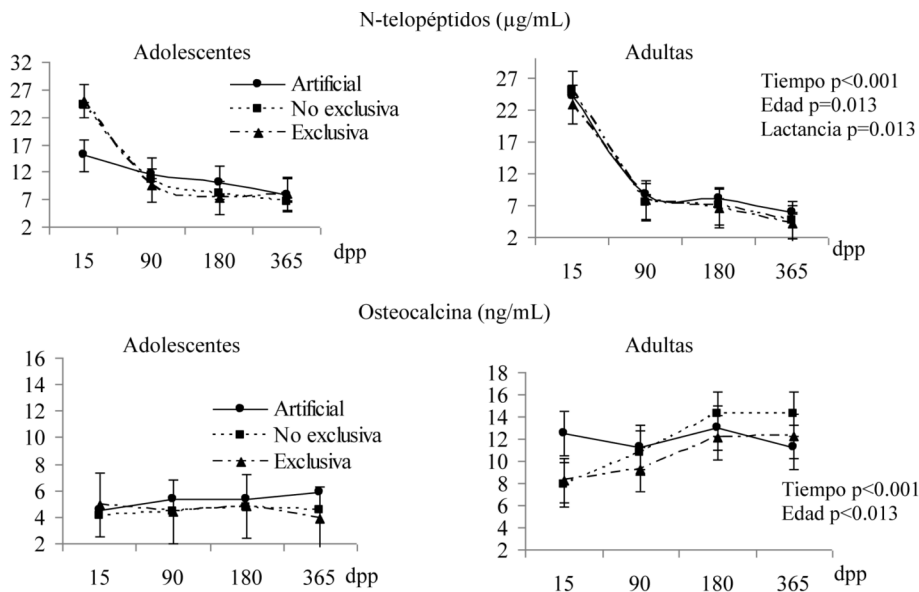 N-telopéptidos (µg/mL)
Adolescentes
32
27
22
17
12
7
2
15 90 180 365 dpp
Artificial
No exclusiva
Exclusiva
Adultas
27
22
17
12
7
2
15 90 180 365 dpp
Tiempo p<0.001
Edad p=0.013
Lactancia p=0.013
Osteocalcina (ng/mL)
Adolescentes
16
14
12
10
8
6
4
2
15 90 180 365 dpp
Artificial
No exclusiva
Exclusiva
Adultas
18
16
14
12
10
8
6
4
2
15 90 180 365 dpp
Tiempo p<0.001
Edad p<0.013